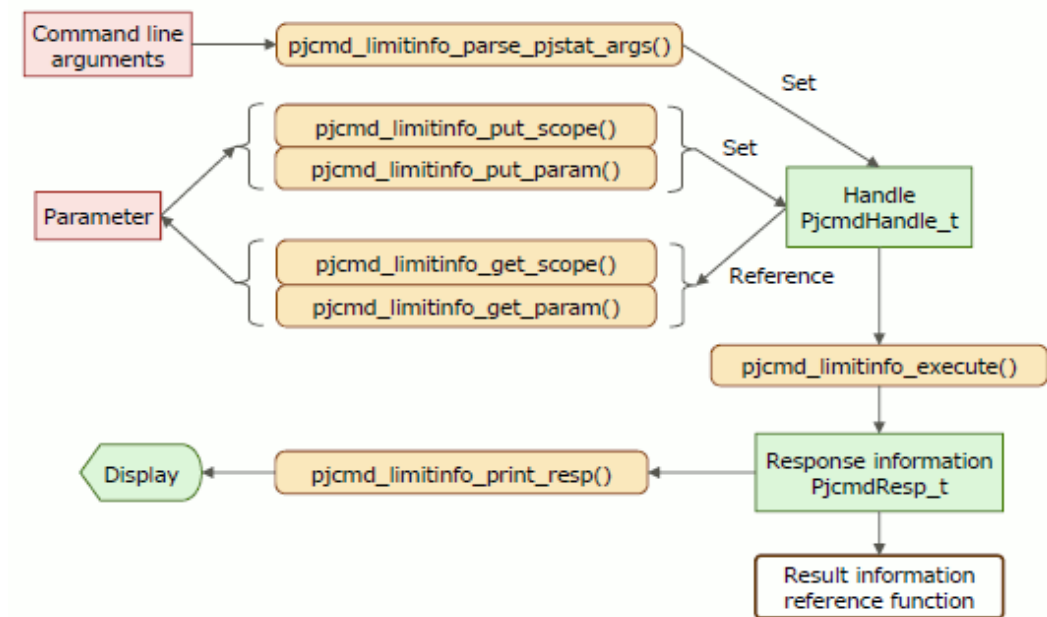 Command line
arguments
pjcmd_limitinfo_parse_pjstat_args()
Set
pjcmd_limitinfo_put_scope()
Set
pjcmd_limitinfo_put_param()
Handle
PjcmdHandle_t
Parameter
pjcmd_limitinfo_get_scope()
Reference
pjcmd_limitinfo_get_param()
pjcmd_limitinfo_execute()
Display
pjcmd_limitinfo_print_resp()
Response information
PjcmdResp_t
Result information
reference function